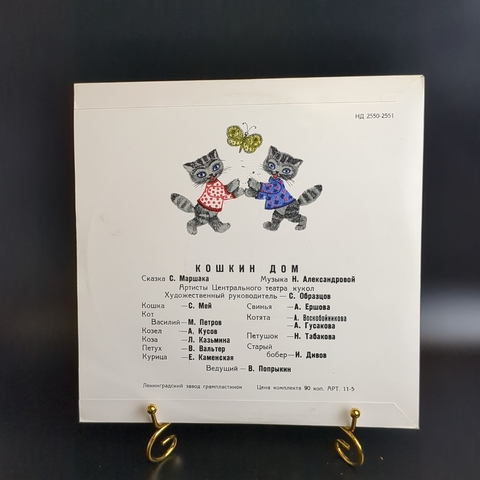 НД 2550-2551
КОШКИН ДОМ
Сказка С. Маршака Музыка Н. Александровой
Артисты Центрального театра кукол
Художественный руководитель — С. Образцов
Кошка — С. Мей Свинья — А. Ершова
Кот Котята — А. Воскобойникова
Василий — М. Петров А. Гусакова
Козел — А. Кусов
Коза — Л. Казьмина Петушок — Н. Табакова
Петух — В. Вальтер Старый
Курица — Е. Каменская бобер — И. Дивов
Ведущий — В. Попрыкин
Ленинградский завод грампластинок Цена комплекта 90 коп. АРТ. 11-5